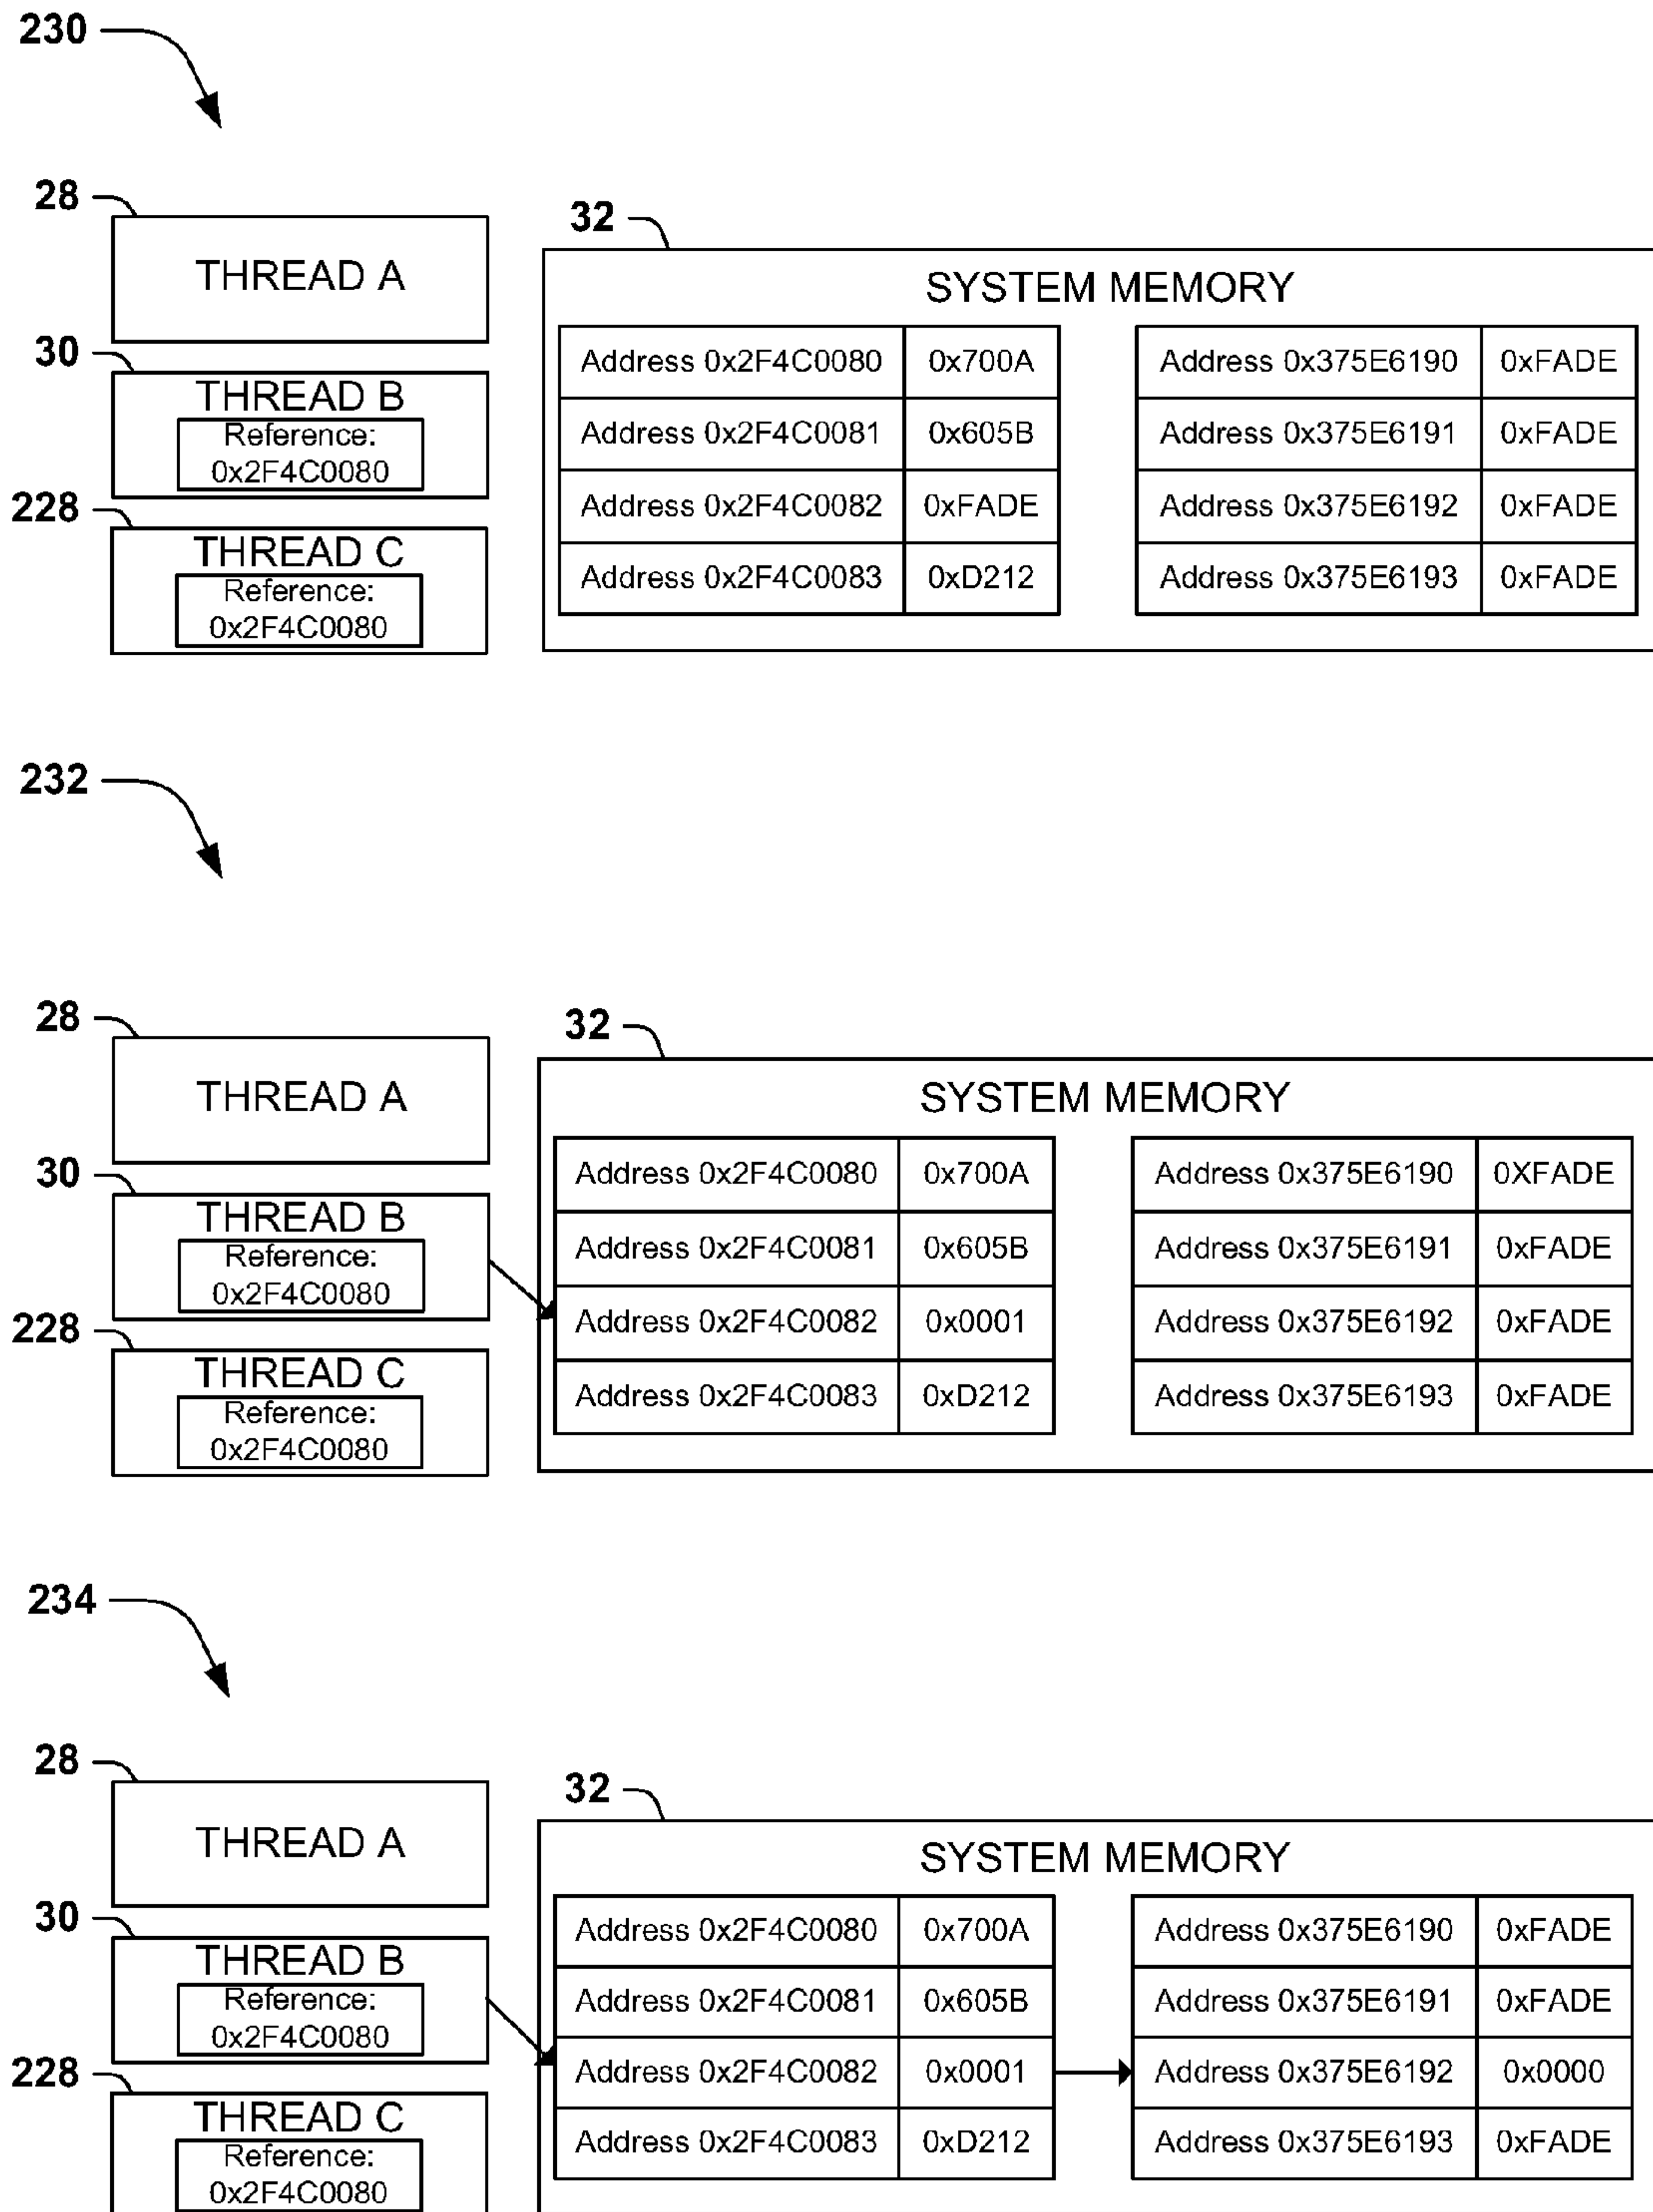 230
28
THREAD A
30
THREAD B
Reference:
0x2F4C0080
228
THREAD C
Reference:
0x2F4C0080
32
SYSTEM MEMORY
Address 0x2F4C0080 0x700A Address 0x375E6190 0xFADE
Address 0x2F4C0081 0x605B Address 0x375E6191 0xFADE
Address 0x2F4C0082 0xFADE Address 0x375E6192 0xFADE
Address 0x2F4C0083 0xD212 Address 0x375E6193 0xFADE
232
28
THREAD A
30
THREAD B
Reference:
0x2F4C0080
228
THREAD C
Reference:
0x2F4C0080
32
SYSTEM MEMORY
Address 0x2F4C0080 0x700A Address 0x375E6190 0XFADE
Address 0x2F4C0081 0x605B Address 0x375E6191 0xFADE
Address 0x2F4C0082 0x0001 Address 0x375E6192 0xFADE
Address 0x2F4C0083 0xD212 Address 0x375E6193 0xFADE
234
28
THREAD A
30
THREAD B
Reference:
0x2F4C0080
228
THREAD C
Reference:
0x2F4C0080
32
SYSTEM MEMORY
Address 0x2F4C0080 0x700A Address 0x375E6190 0xFADE
Address 0x2F4C0081 0x605B Address 0x375E6191 0xFADE
Address 0x2F4C0082 0x0001 Address 0x375E6192 0x0000
Address 0x2F4C0083 0xD212 Address 0x375E6193 0xFADE